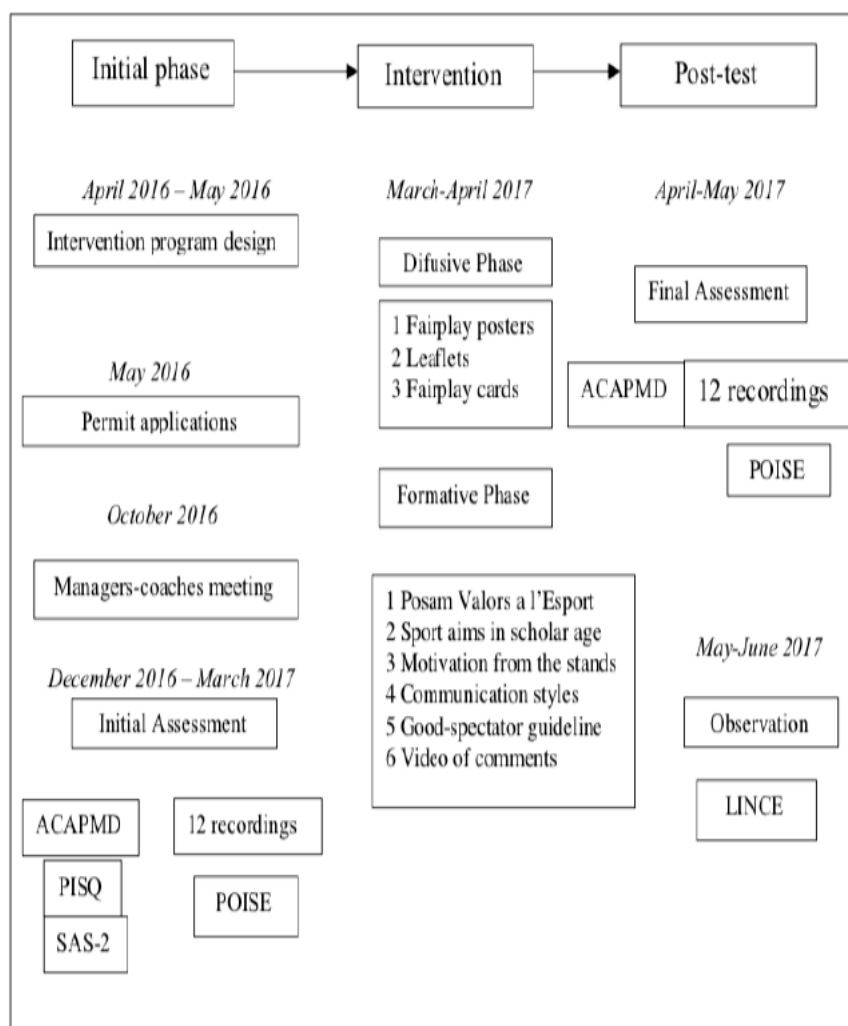 Initial phase
Intervention
Post-test
April 2016 – May 2016
Intervention program design
May 2016
Permit applications
October 2016
Managers-coaches meeting
December 2016 – March 2017
Initial Assessment
ACAPMD
12 recordings
PISQ
POISE
SAS-2
March-April 2017
Difusive Phase
1 Fairplay posters
2 Leaflets
3 Fairplay cards
Formative Phase
1 Posam Valors a l'Esport
2 Sport aims in scholar age
3 Motivation from the stands
4 Communication styles
5 Good-spectator guideline
6 Video of comments
April-May 2017
Final Assessment
ACAPMD
12 recordings
POISE
May-June 2017
Observation
LINCE